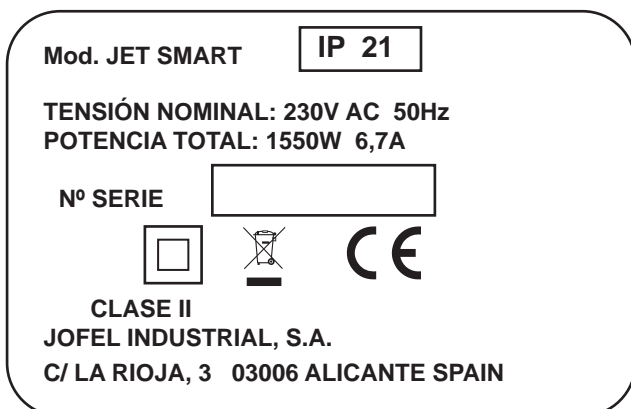 Mod. JET SMART IP 21
TENSIÓN NOMINAL: 230V AC 50Hz
POTENCIA TOTAL: 1550W 6,7A
Nº SERIE
CE
CLASE II
JOFEL INDUSTRIAL, S.A.
C/ LA RIOJA, 3 03006 ALICANTE SPAIN